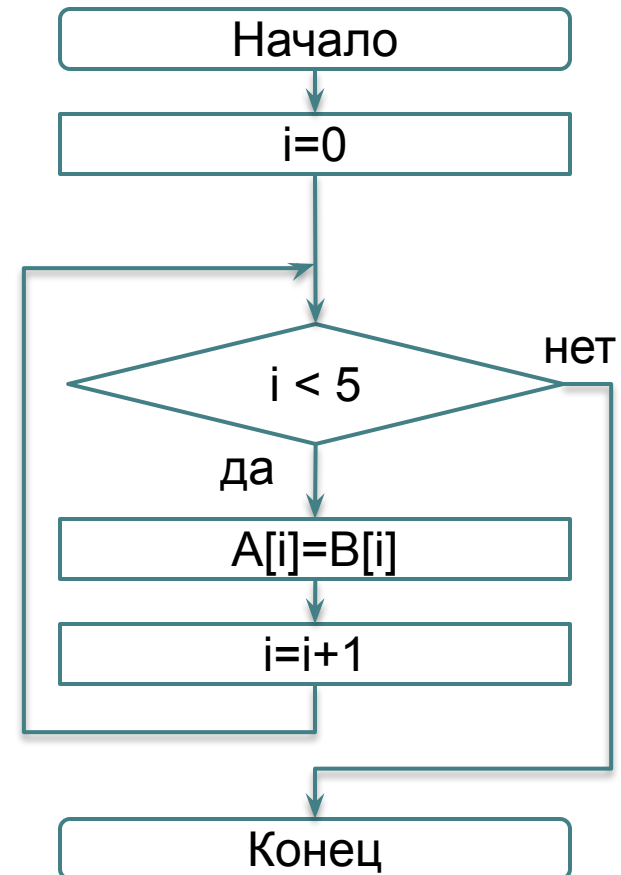 Начало
i=0
i < 5
нет
да
A[i]=B[i]
i=i+1
Конец